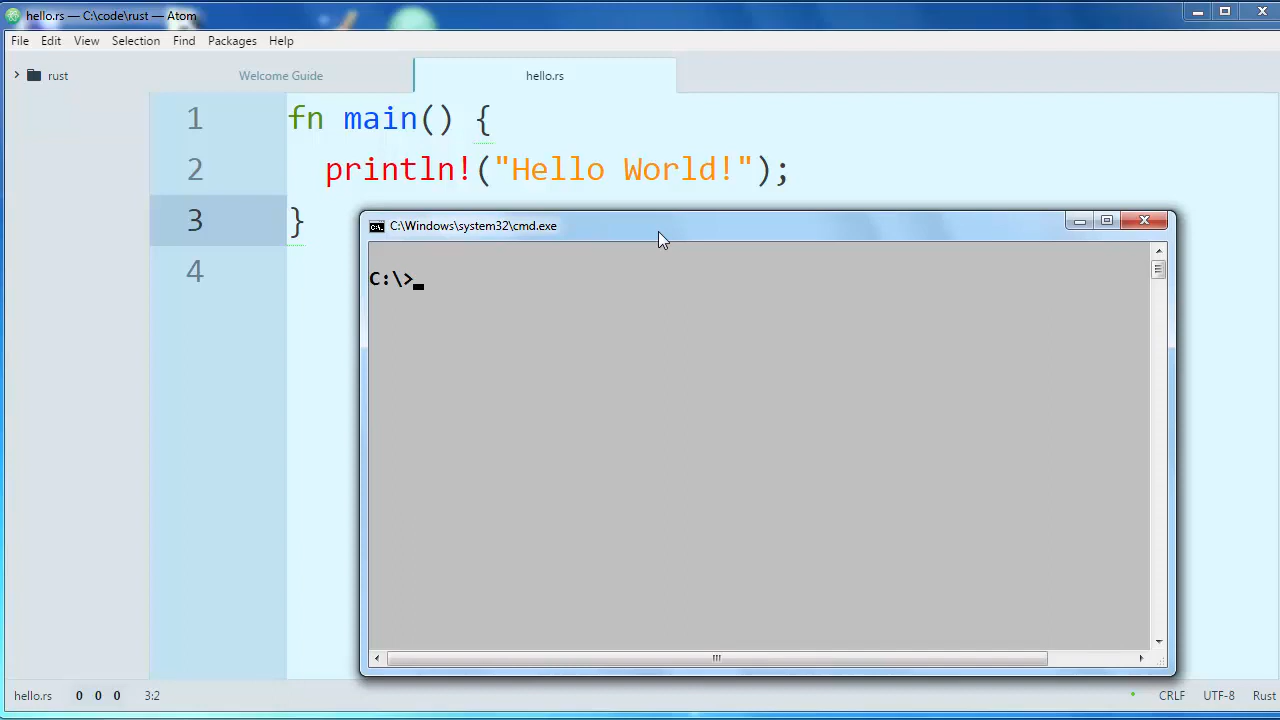 hello.rs — C:\code\rust — Atom
File Edit View Selection Find Packages Help
rust
Welcome Guide
hello.rs
1 fn main() {
2 println!("Hello World!");
3 }
4
C:\Windows\system32\cmd.exe
C:\>
hello.rs 0 0 0 3:2 CRLF UTF-8 Rust